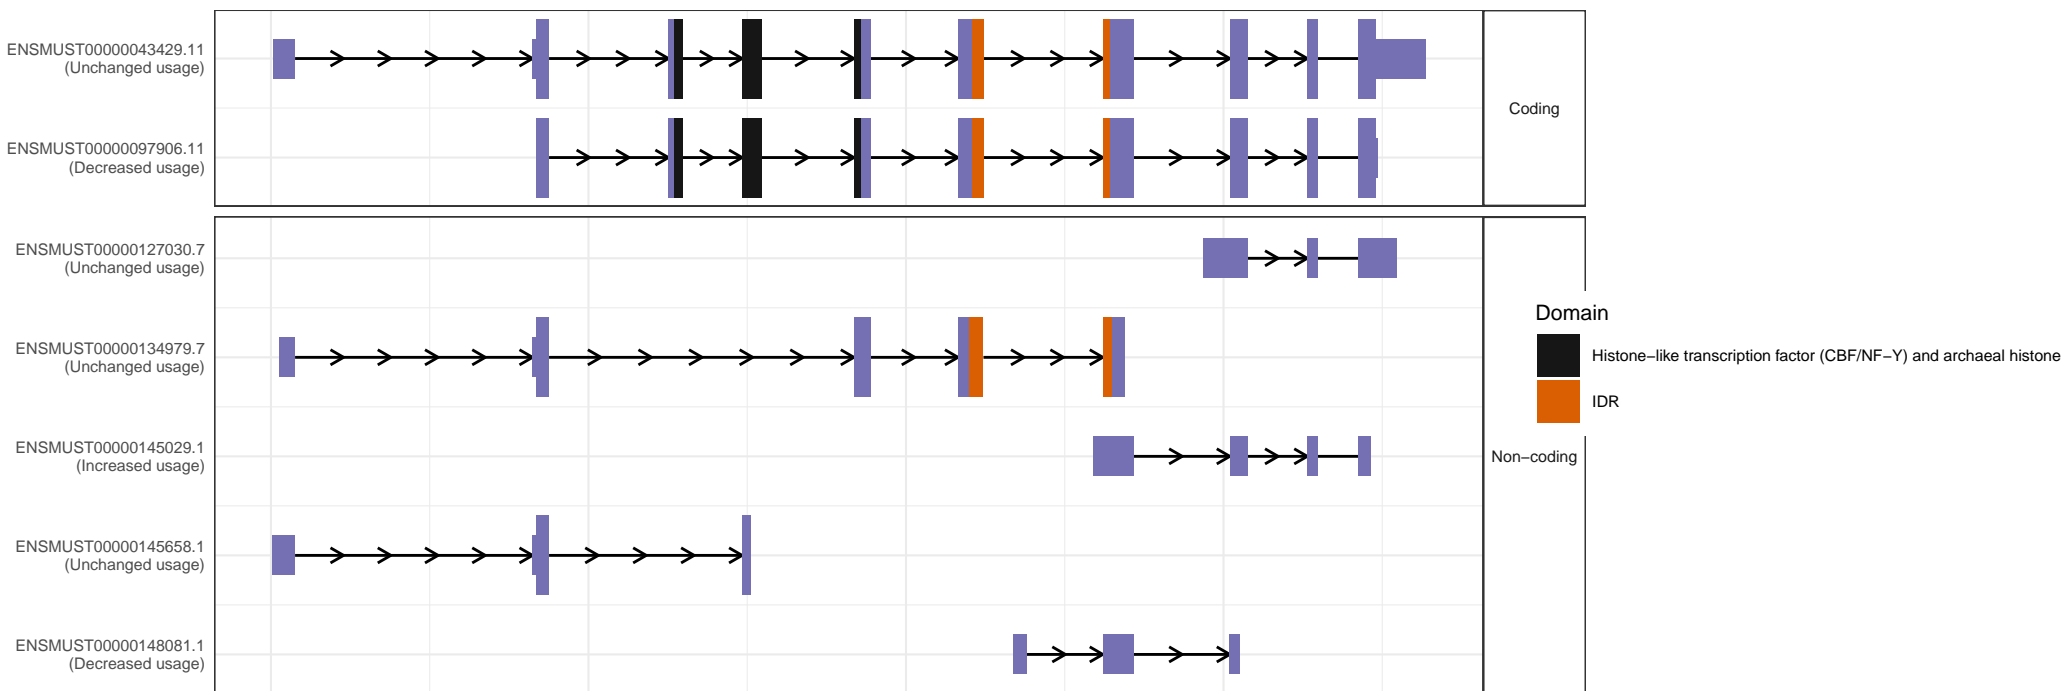 ENSMUST00000043429.11
(Unchanged usage)
ENSMUST00000097906.11
(Decreased usage)
Coding
ENSMUST00000127030.7
(Unchanged usage)
ENSMUST00000134979.7
(Unchanged usage)
ENSMUST00000145029.1
(Increased usage)
ENSMUST00000145658.1
(Unchanged usage)
ENSMUST00000148081.1
(Decreased usage)
Non−coding
Domain
Histone−like transcription factor (CBF/NF−Y) and archaeal histone
IDR